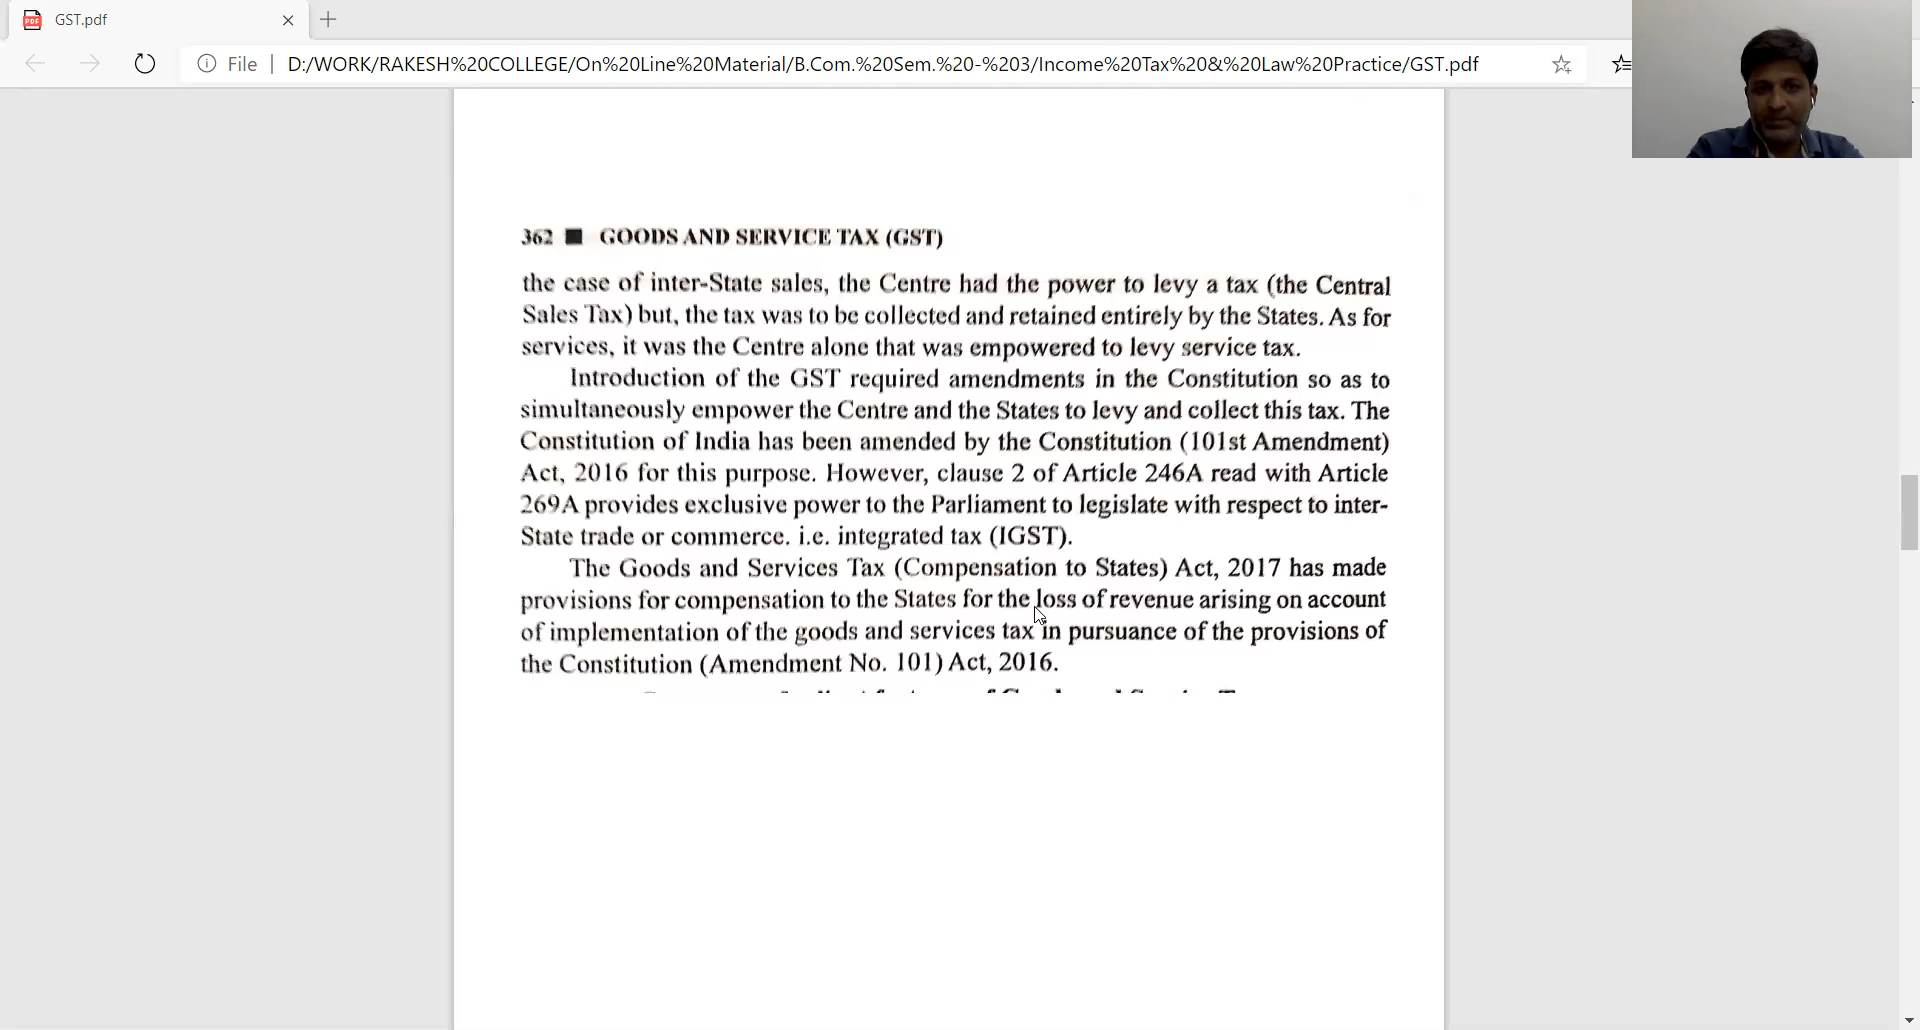 GST.pdf
File
D:/WORK/RAKESH%20COLLEGE/On%20Line%20Material/B.Com.%20Sem.%20-%203/Income%20Tax%20&%20Law%20Practice/GST.pdf
362 ■ GOODS AND SERVICE TAX (GST)
the case of inter-State sales, the Centre had the power to levy a tax (the Central
Sales Tax) but, the tax was to be collected and retained entirely by the States. As for
services, it was the Centre alone that was empowered to levy service tax.
Introduction of the GST required amendments in the Constitution so as to
simultaneously empower the Centre and the States to levy and collect this tax. The
Constitution of India has been amended by the Constitution (101st Amendment)
Act, 2016 for this purpose. However, clause 2 of Article 246A read with Article
269A provides exclusive power to the Parliament to legislate with respect to inter-
State trade or commerce. i.e. integrated tax (IGST).
The Goods and Services Tax (Compensation to States) Act, 2017 has made
provisions for compensation to the States for the loss of revenue arising on account
of implementation of the goods and services tax in pursuance of the provisions of
the Constitution (Amendment No. 101) Act, 2016.